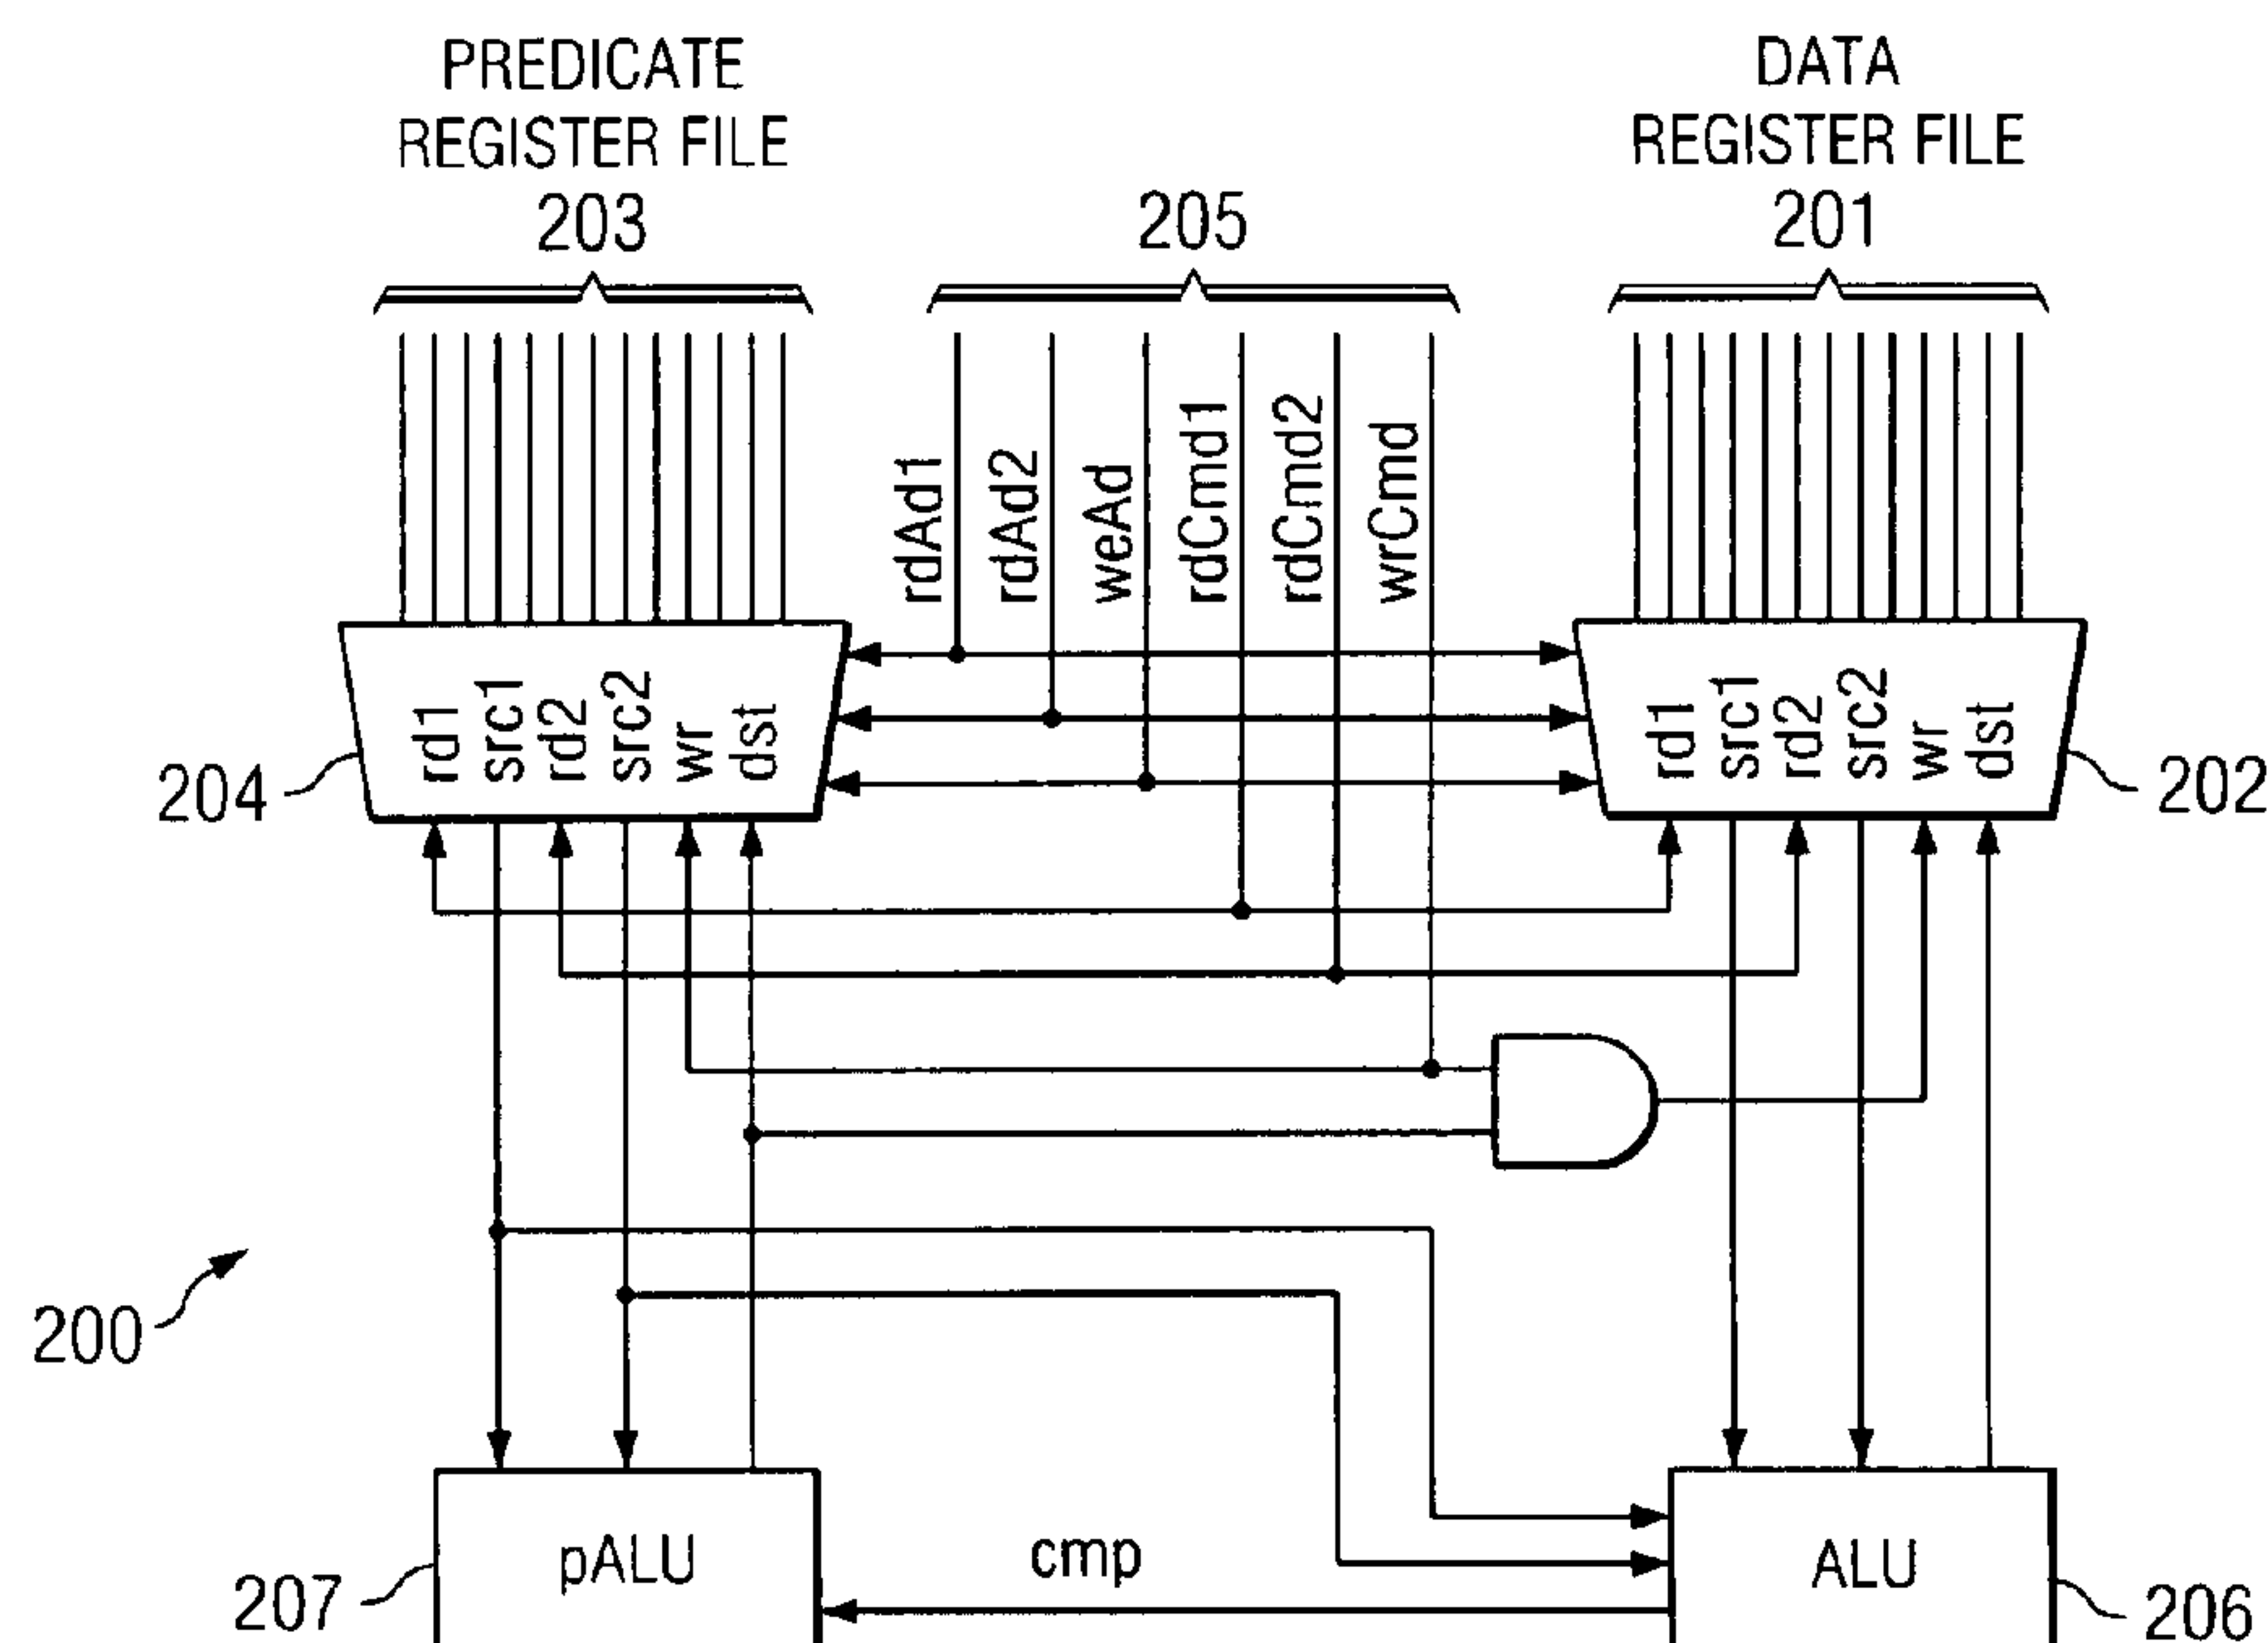 PREDICATE
REGISTER FILE
203
205
DATA
REGISTER FILE
201
rdAd1
rdAd2
weAd
rdCmd1
rdCmd2
wrCmd
rd1
src1
rd2
src2
wr
dst
204
rd1
src1
rd2
src2
wr
dst
202
200
pALU
207
cmp
ALU
206